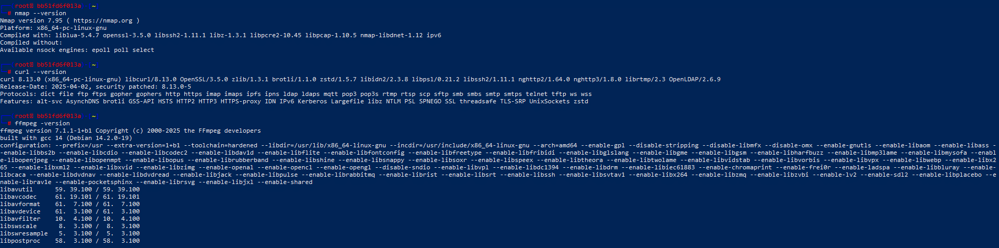 ┌──(root㉿bb51fd6f013a)-[~]
└─# nmap --version
Nmap version 7.95 ( https://nmap.org )
Platform: x86_64-pc-linux-gnu
Compiled with: liblua-5.4.7 openssl-3.5.0 libssh2-1.11.1 libz-1.3.1 libpcre2-10.45 libpcap-1.10.5 nmap-libdnet-1.12 ipv6
Compiled without:
Available nsock engines: epoll poll select
┌──(root㉿bb51fd6f013a)-[~]
└─# curl --version
curl 8.13.0 (x86_64-pc-linux-gnu) libcurl/8.13.0 OpenSSL/3.5.0 zlib/1.3.1 brotli/1.1.0 zstd/1.5.7 libidn2/2.3.8 libpsl/0.21.2 libssh2/1.11.1 nghttp2/1.64.0 nghttp3/1.8.0 librtmp/2.3 OpenLDAP/2.6.9
Release-Date: 2025-04-02, security patched: 8.13.0-5
Protocols: dict file ftp ftps gopher gophers http https imap imaps ipfs ipns ldap ldaps mqtt pop3 pop3s rtmp rtsp scp sftp smb smbs smtp smtps telnet tftp ws wss
Features: alt-svc AsynchDNS brotli GSS-API HSTS HTTP2 HTTP3 HTTPS-proxy IDN IPv6 Kerberos Largefile libz NTLM PSL SPNEGO SSL threadsafe TLS-SRP UnixSockets zstd
┌──(root㉿bb51fd6f013a)-[~]
└─# ffmpeg -version
ffmpeg version 7.1.1-1+b1 Copyright (c) 2000-2025 the FFmpeg developers
built with gcc 14 (Debian 14.2.0-19)
configuration: --prefix=/usr --extra-version=1+b1 --toolchain=hardened --libdir=/usr/lib/x86_64-linux-gnu --incdir=/usr/include/x86_64-linux-gnu --arch=amd64 --enable-gpl --disable-stripping --disable-libmfx --disable-omx --enable-gnutls --enable-libaom --enable-libass -
-enable-libbs2b --enable-libcdio --enable-libcodec2 --enable-libdav1d --enable-libflite --enable-libfontconfig --enable-libfreetype --enable-libfribidi --enable-libglslang --enable-libgme --enable-libgsm --enable-libharfbuzz --enable-libmp3lame --enable-libmysofa --enabl
e-libopenjpeg --enable-libopenmpt --enable-libopus --enable-librubberband --enable-libshine --enable-libsnappy --enable-libsoxr --enable-libspeex --enable-libtheora --enable-libtwolame --enable-libvidstab --enable-libvorbis --enable-libvpx --enable-libwebp --enable-libx2
65 --enable-libxml2 --enable-libxvid --enable-libzimg --enable-openal --enable-opencl --enable-opengl --disable-sndio --enable-libvpl --enable-libdc1394 --enable-libdrm --enable-libiec61883 --enable-chromaprint --enable-frei0r --enable-ladspa --enable-libbluray --enable-
libcaca --enable-libdvdnav --enable-libdvdread --enable-libjack --enable-libpulse --enable-librabbitmq --enable-librist --enable-libsrt --enable-libssh --enable-libsvtav1 --enable-libx264 --enable-libzmq --enable-libzvbi --enable-lv2 --enable-sdl2 --enable-libplacebo --e
nable-librav1e --enable-pocketsphinx --enable-librsvg --enable-libjxl --enable-shared
libavutil      59. 39.100 / 59. 39.100
libavcodec     61. 19.101 / 61. 19.101
libavformat    61.  7.100 / 61.  7.100
libavdevice    61.  3.100 / 61.  3.100
libavfilter    10.  4.100 / 10.  4.100
libswscale      8.  3.100 /  8.  3.100
libswresample   5.  3.100 /  5.  3.100
libpostproc    58.  3.100 / 58.  3.100